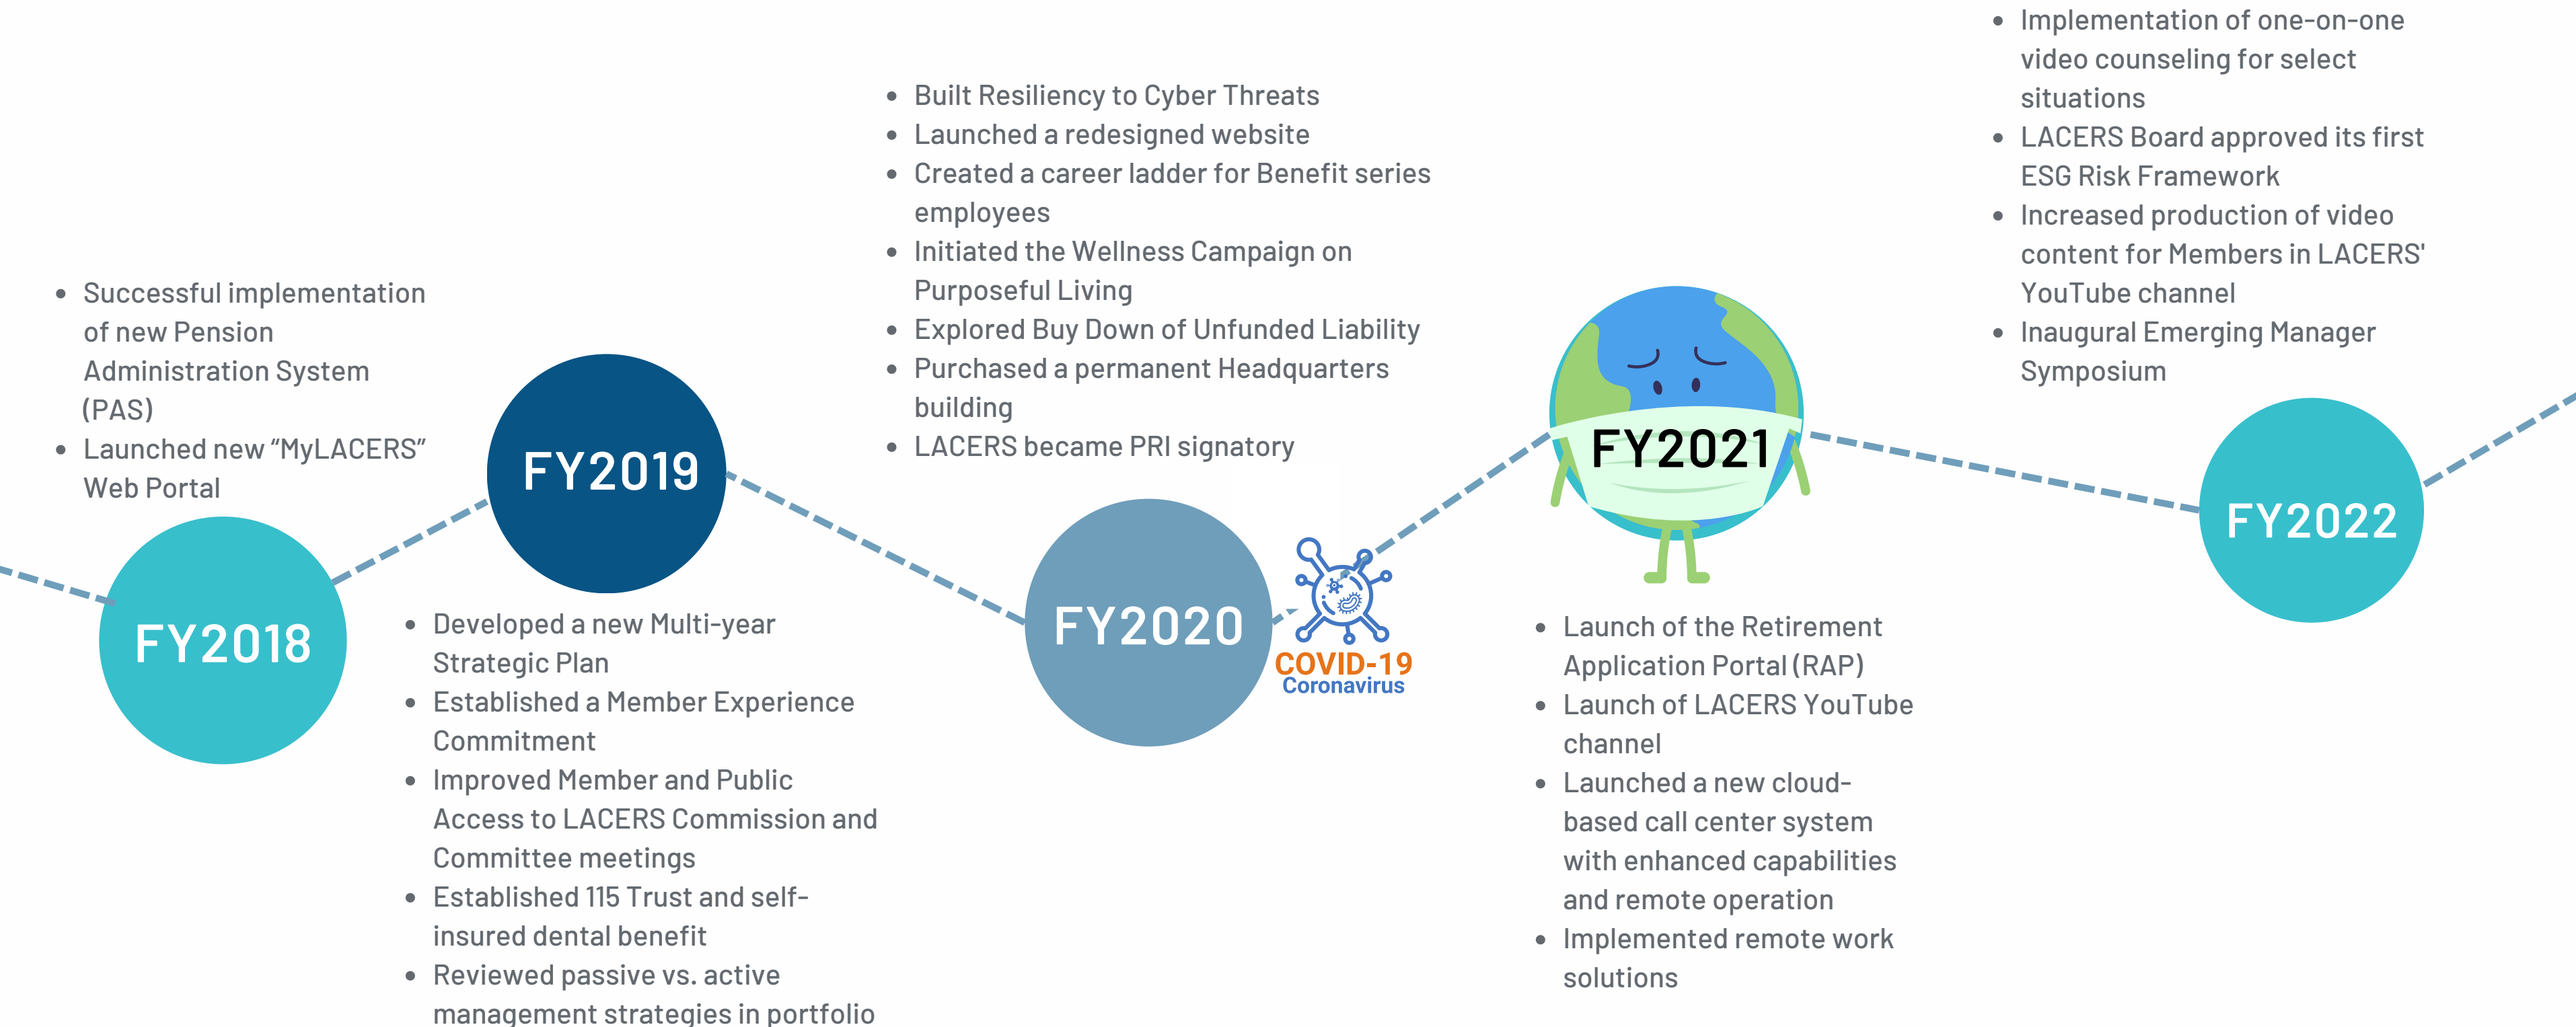 • Successful implementation
of new Pension
Administration System
(PAS)
• Launched new “MyLACERS”
Web Portal
FY2018
FY2019
• Developed a new Multi-year
Strategic Plan
• Established a Member Experience
Commitment
• Improved Member and Public
Access to LACERS Commission and
Committee meetings
• Established 115 Trust and self-
insured dental benefit
• Reviewed passive vs. active
management strategies in portfolio
• Built Resiliency to Cyber Threats
• Launched a redesigned website
• Created a career ladder for Benefit series
employees
• Initiated the Wellness Campaign on
Purposeful Living
• Explored Buy Down of Unfunded Liability
• Purchased a permanent Headquarters
building
• LACERS became PRI signatory
FY2020
COVID-19
Coronavirus
FY2021
• Launch of the Retirement
Application Portal (RAP)
• Launch of LACERS YouTube
channel
• Launched a new cloud-
based call center system
with enhanced capabilities
and remote operation
• Implemented remote work
solutions
• Implementation of one-on-one
video counseling for select
situations
• LACERS Board approved its first
ESG Risk Framework
• Increased production of video
content for Members in LACERS'
YouTube channel
• Inaugural Emerging Manager
Symposium
FY2022